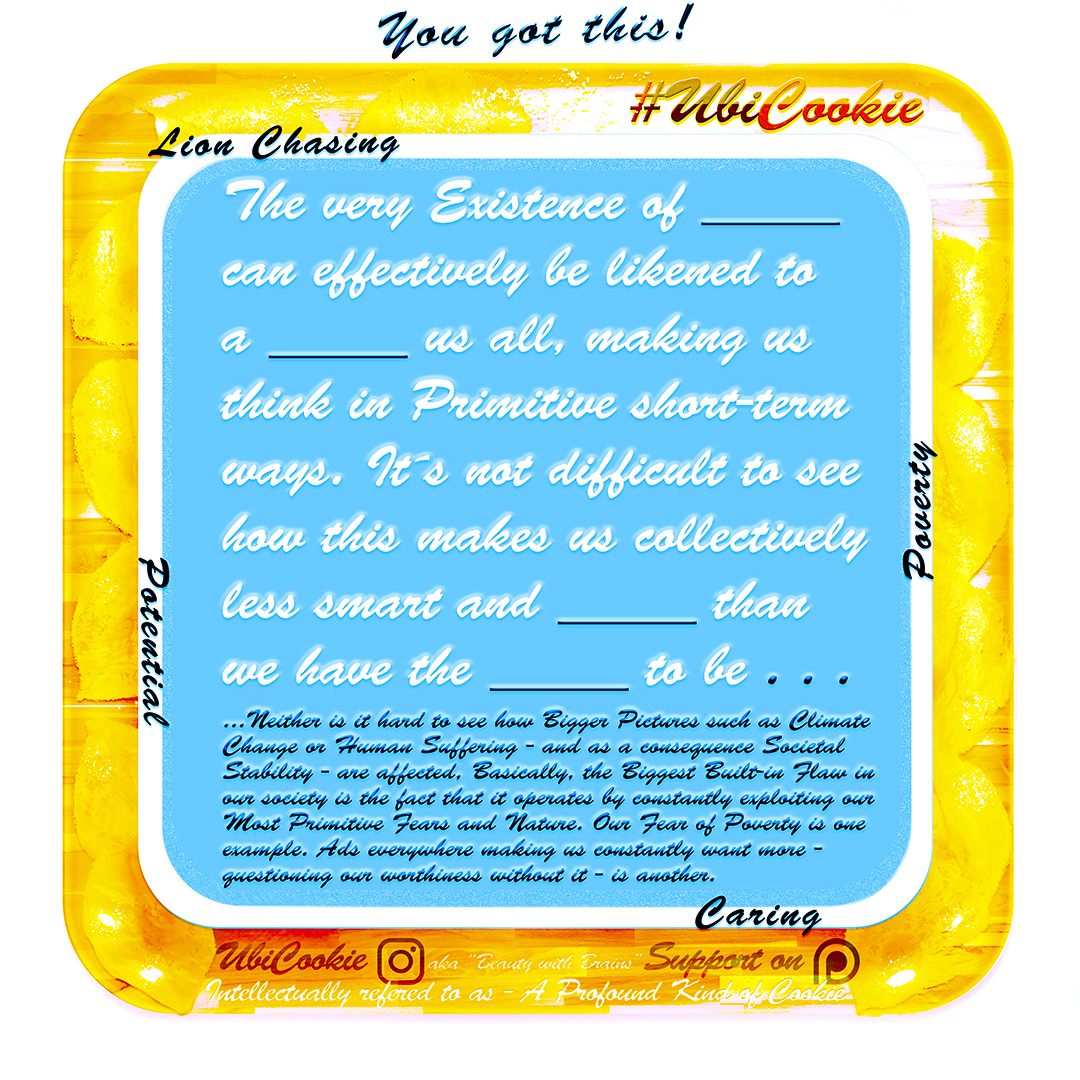 You got this!
#UbiCookie
Lion Chasing
The very Existence of ______
can effectively be likened to
a ______ us all, making us
think in Primitive short-term
ways. It´s not difficult to see
how this makes us collectively
less smart and ______ than
we have the ______ to be . . .
Poverty
Potential
...Neither is it hard to see how Bigger Pictures such as Climate
Change or Human Suffering - and as a consequence Societal
Stability - are affected, Basically, the Biggest Built-in Flaw in
our society is the fact that it operates by constantly exploiting our
Most Primitive Fears and Nature. Our Fear of Poverty is one
example. Ads everywhere making us constantly want more -
questioning our worthiness without it - is another.
Caring
UbiCookie aka "Beauty with Brains" Support on
Intellectually refered to as - A Profound Kind of Cookie